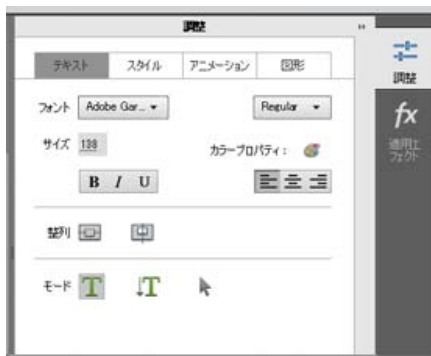 調整
テキスト スタイル アニメーション 図形
フォント Adobe Gar... Regular
サイズ 138 カラープロパティ:
B I U
整列
モード T T
調整
fx
適用エ
フェクト